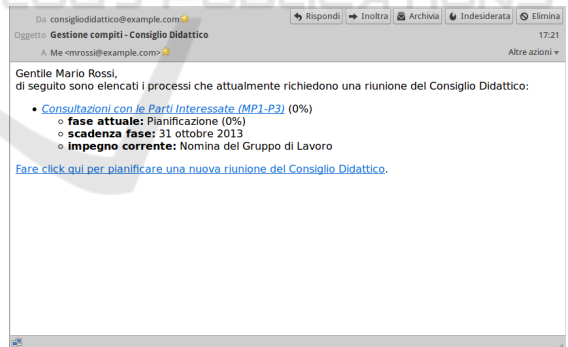 Da consigliodidattico@example.com Rispondi Inoltra Archivia Indesiderata Elimina
Oggetto Gestione compiti - Consiglio Didattico 17:21
A Me <mrossi@example.com> Altre azioni
Gentile Mario Rossi,
di seguito sono elencati i processi che attualmente richiedono una riunione del Consiglio Didattico:
• Consultazioni con le Parti Interessate (MP1-P3) (0%)
◦ fase attuale: Pianificazione (0%)
◦ scadenza fase: 31 ottobre 2013
◦ impegno corrente: Nomina del Gruppo di Lavoro
Fare click qui per pianificare una nuova riunione del Consiglio Didattico.